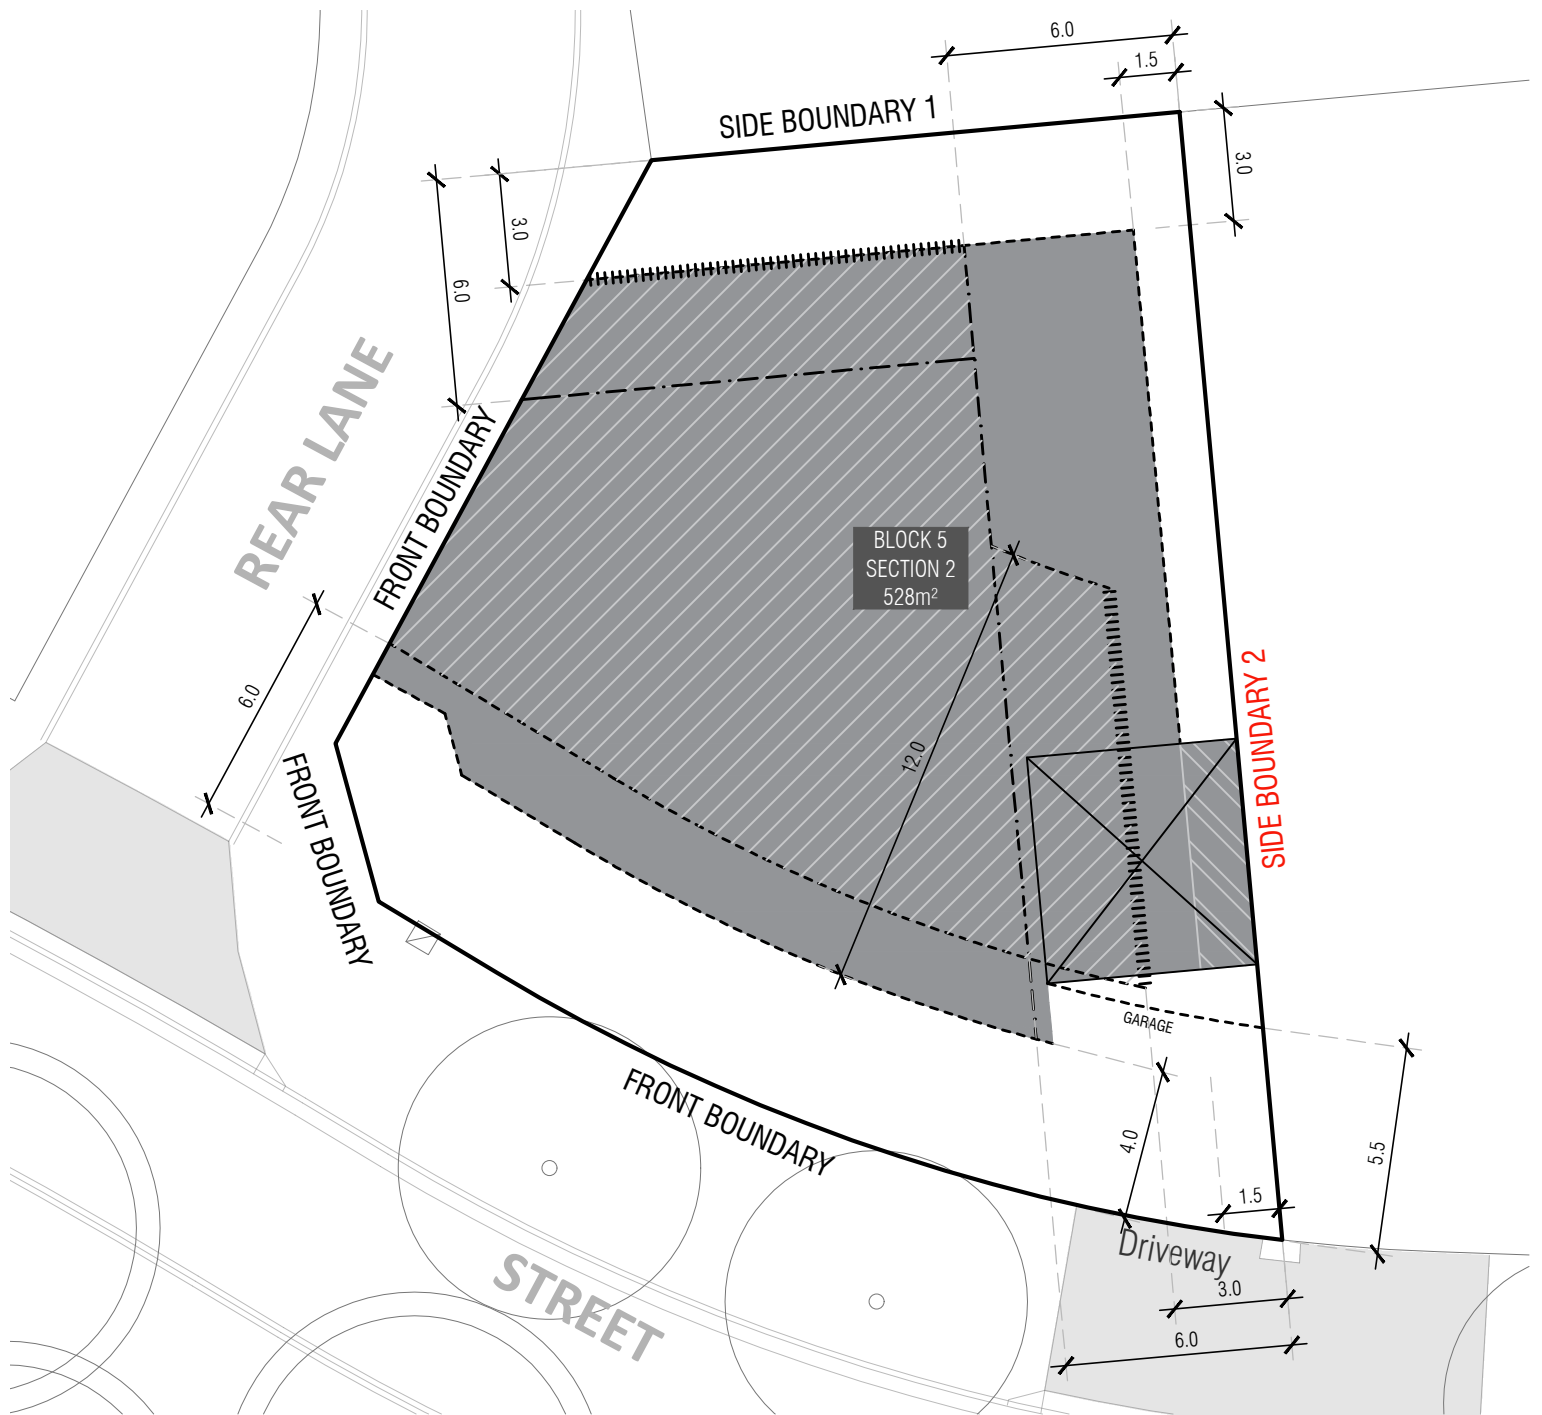 6.0
1.5
SIDE BOUNDARY 1
3.0
3.0
6.0
REAR LANE
FRONT BOUNDARY
BLOCK 5
SECTION 2
528m²
6.0
12.0
SIDE BOUNDARY 2
FRONT BOUNDARY
GARAGE
FRONT BOUNDARY
4.0
5.5
1.5
Driveway
STREET
3.0
6.0